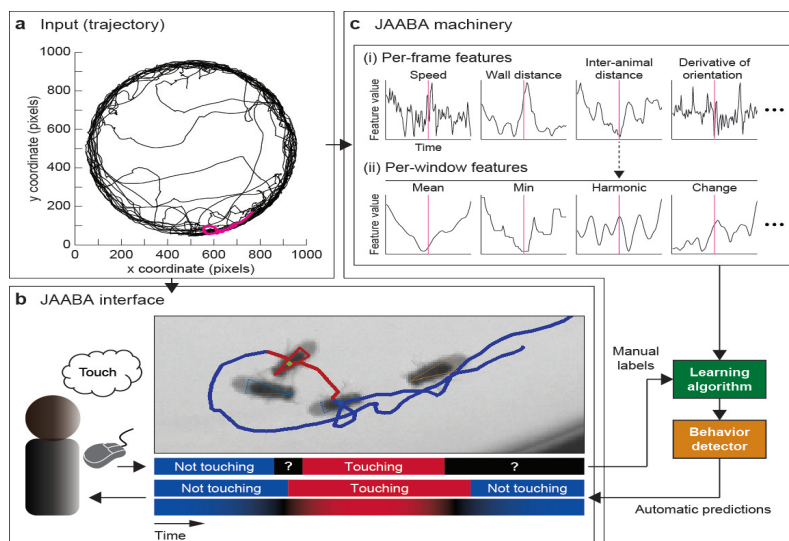 a Input (trajectory)
y coordinate (pixels)
1000
800
600
400
200
0
0 200 400 600 800 1000
x coordinate (pixels)
c JAABA machinery
(i) Per-frame features
Speed
Wall distance
Inter-animal
distance
Derivative of
orientation
Feature value
Time
(ii) Per-window features
Mean
Min
Harmonic
Change
Feature value
b JAABA interface
Touch
Not touching ? Touching ?
Not touching Touching Not touching
Time
Manual
labels
Learning
algorithm
Behavior
detector
Automatic predictions